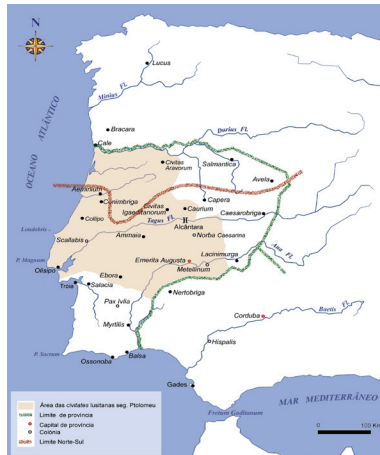 N
Lucus
Minius FL
OCEANO ATLÂNTICO
Bracara
Cale
Durius FL
Civitas
Aravorum
Salmantica
Avela
Aeminium
Conimbriga
Capera
Civitas
Igaeditanorum
Caurium
Caesarobriga
Collipo
Tagus FL
Alcântara
Londobris
Scallabis
Ammaia
Norba Caesarina
Ana FL
P. Magnum
Olisipo
Emerita Augusta
Lacinimurga
Metellinum
Ebora
Troia
Salacia
Nertobriga
Pax Ivlia
Baetis FL
Corduba
Myrtilis
Hispalis
P. Sacrum
Ossonoba
Balsa
Gades
MAR MEDITERRÂNEO
Fretum Gaditanum
Área das civitates lusitanas seg. Ptolomeu
Limite de província
Capital de província
Colónia
Limite Norte-Sul
0
100 Km